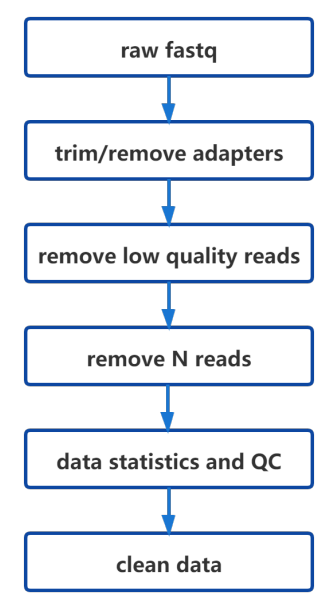 raw fastq
trim/remove adapters
remove low quality reads
remove N reads
data statistics and QC
clean data